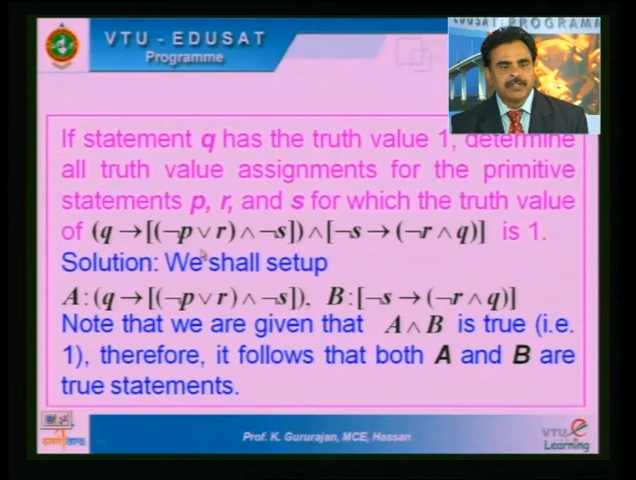 VTU - EDUSAT
Programme
EDUSAT PROGRAMM
If statement q has the truth value 1, determine
all truth value assignments for the primitive
statements p, r, and s for which the truth value
of (q → [(¬p ∨ r) ∧ ¬s]) ∧ [¬s → (¬r ∧ q)] is 1.
Solution: We shall setup
A : (q → [(¬p ∨ r) ∧ ¬s]), B : [¬s → (¬r ∧ q)]
Note that we are given that A ∧ B is true (i.e.
1), therefore, it follows that both A and B are
true statements.
Prof. K. Gururajan, MCE, Hassan
VTU e
Learning